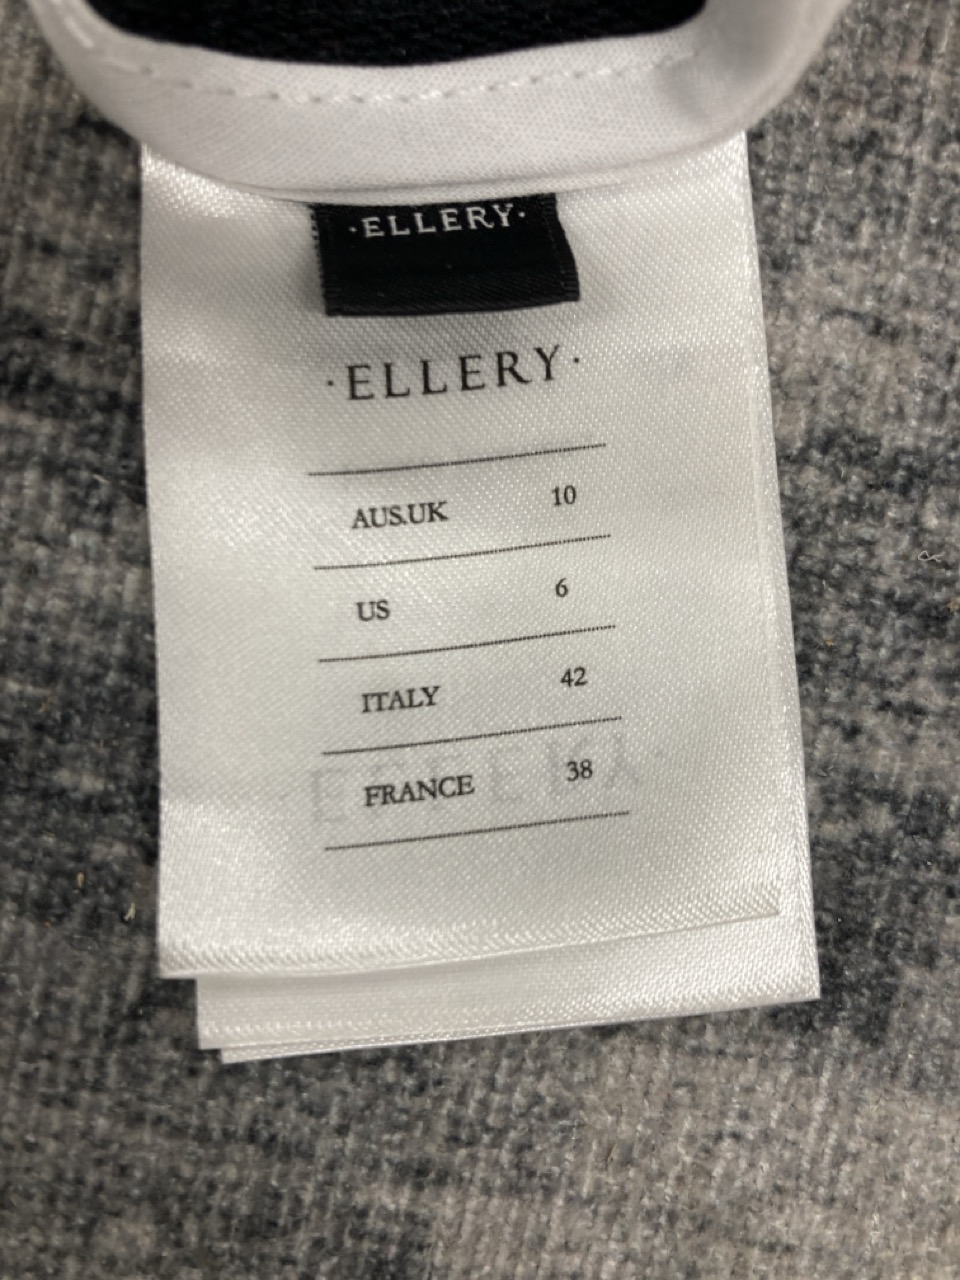 ·ELLERY·
·ELLERY·
AUS.UK 10
US 6
ITALY 42
FRANCE 38